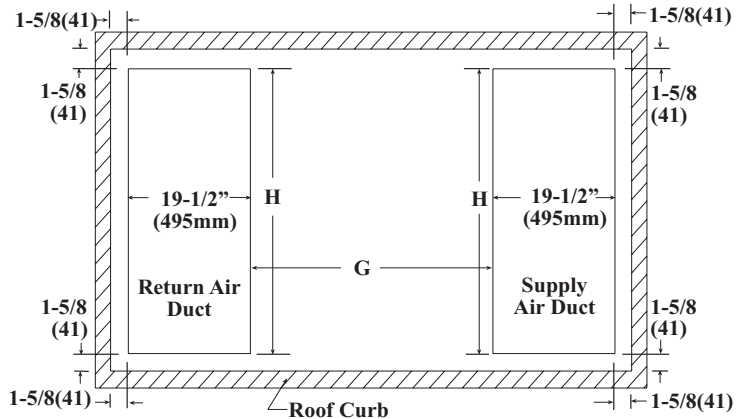 1-5/8(41)
1-5/8(41)
1-5/8
(41)
1-5/8
(41)
19-1/2”
(495mm)
H
H
19-1/2”
(495mm)
G
Return Air
Duct
Supply
Air Duct
1-5/8
(41)
1-5/8
(41)
1-5/8(41)
Roof Curb
1-5/8(41)